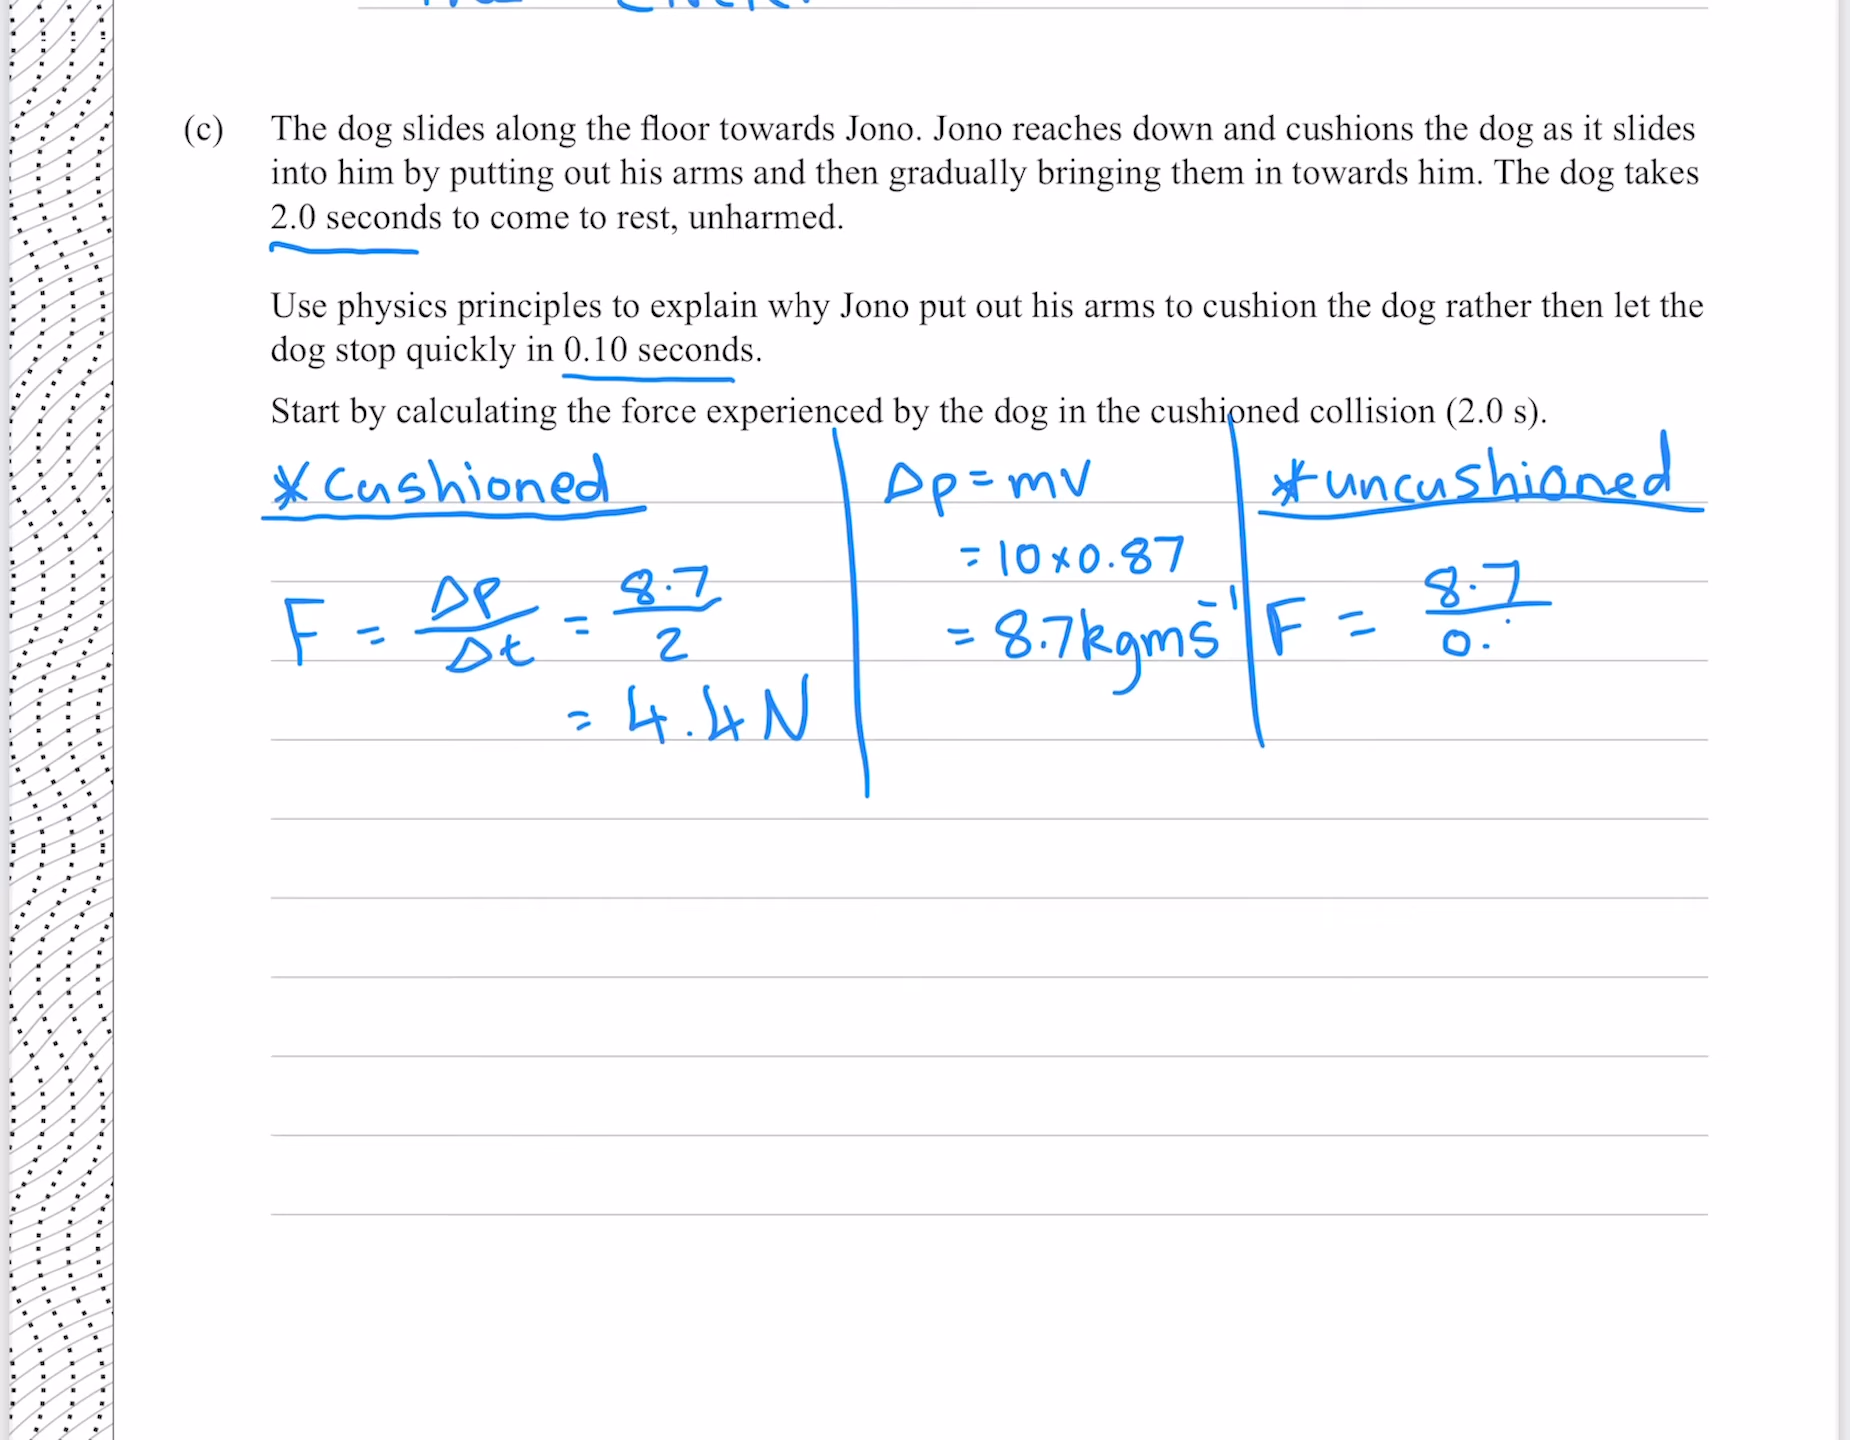 (c) The dog slides along the floor towards Jono. Jono reaches down and cushions the dog as it slides
into him by putting out his arms and then gradually bringing them in towards him. The dog takes
2.0 seconds to come to rest, unharmed.
Use physics principles to explain why Jono put out his arms to cushion the dog rather then let the
dog stop quickly in 0.10 seconds.
Start by calculating the force experienced by the dog in the cushioned collision (2.0 s).
* Cushioned
F = Δp/Δt = 8.7/2
= 4.4N
Δp = mv
= 10 × 0.87
= 8.7kgms⁻¹
* uncushioned
F = 8.7/0.